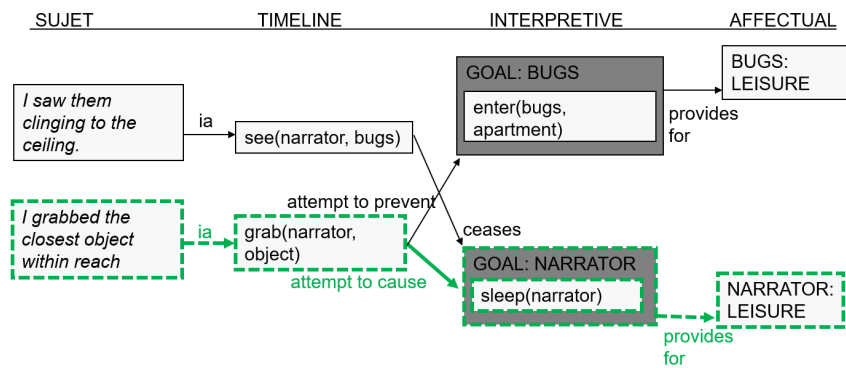 SUJET
TIMELINE
INTERPRETIVE
AFFECTUAL
I saw them
clinging to the
ceiling.
ia
see(narrator, bugs)
GOAL: BUGS
enter(bugs,
apartment)
provides
for
BUGS:
LEISURE
I grabbed the
closest object
within reach
ia
attempt to prevent
grab(narrator,
object)
attempt to cause
ceases
GOAL: NARRATOR
sleep(narrator)
provides
for
NARRATOR:
LEISURE